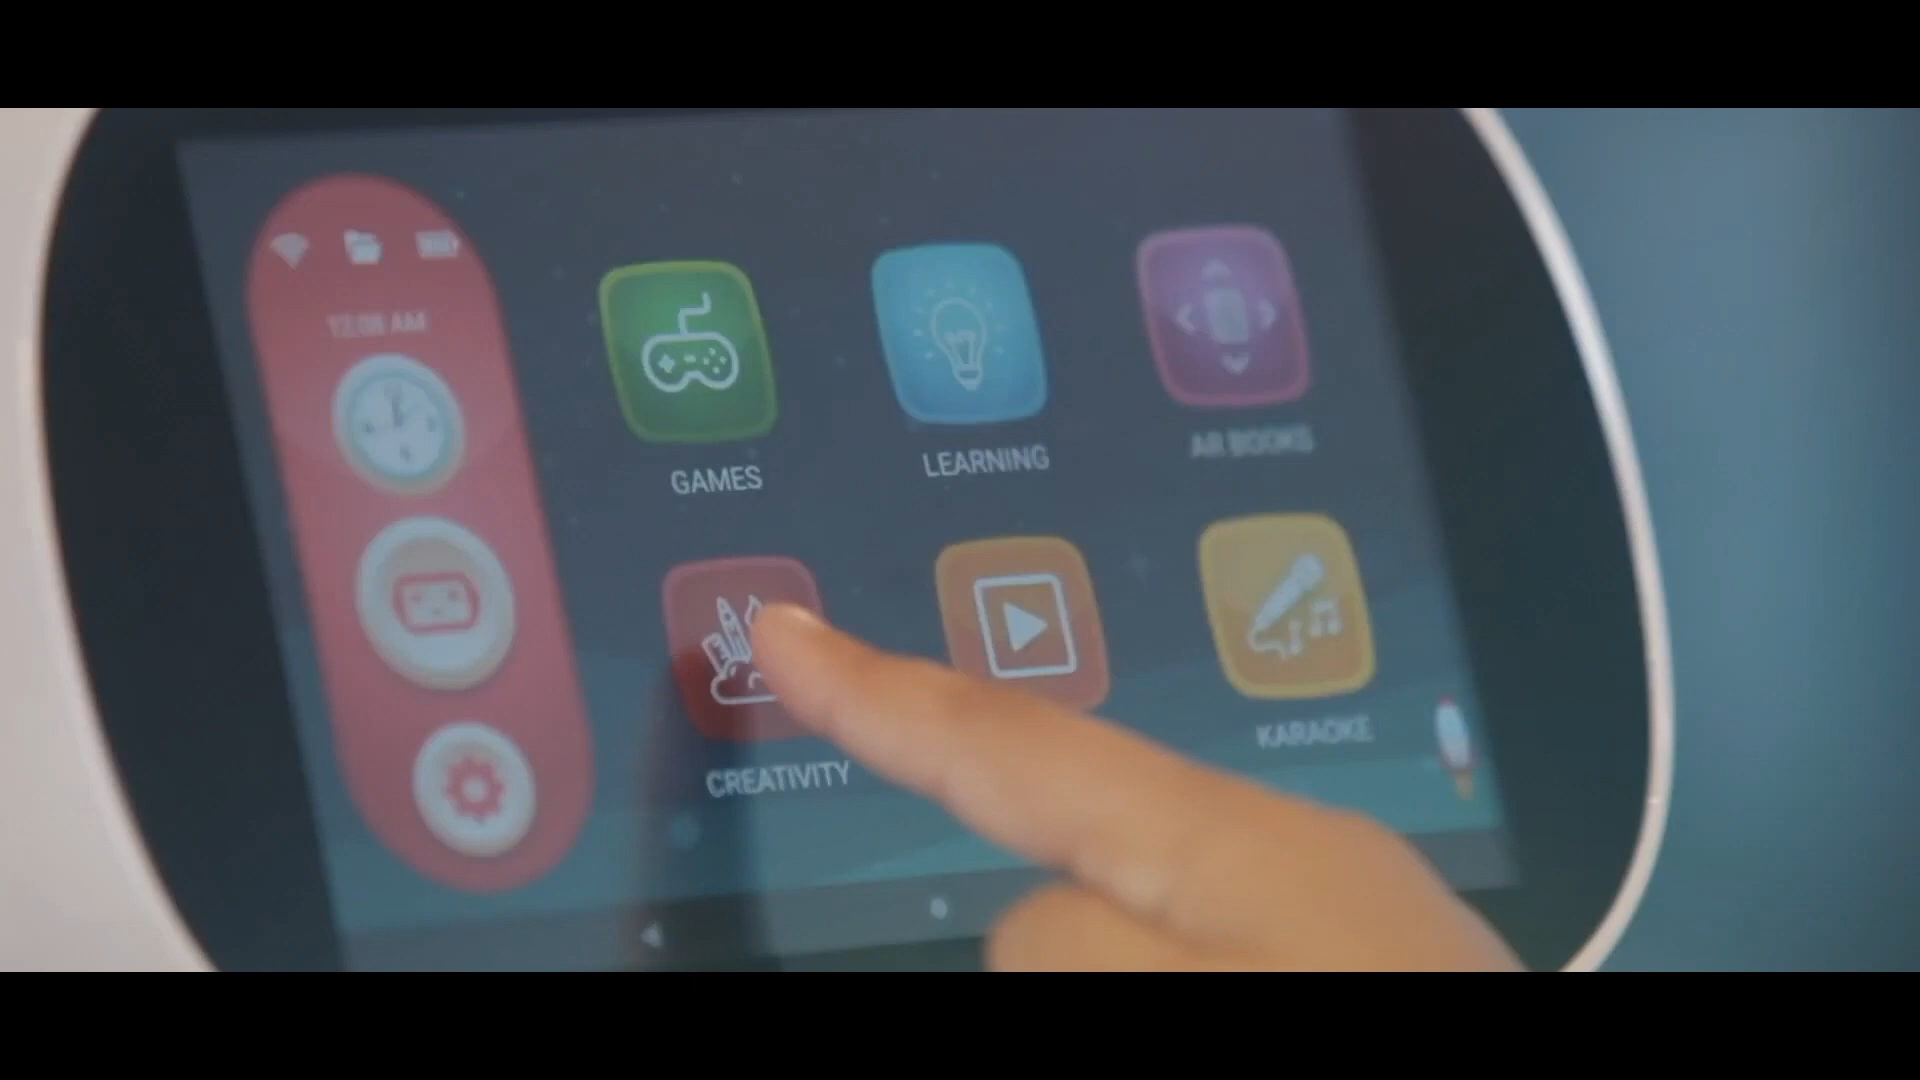 12:08 AM
GAMES
LEARNING
AR BOOKS
CREATIVITY
KARAOKE